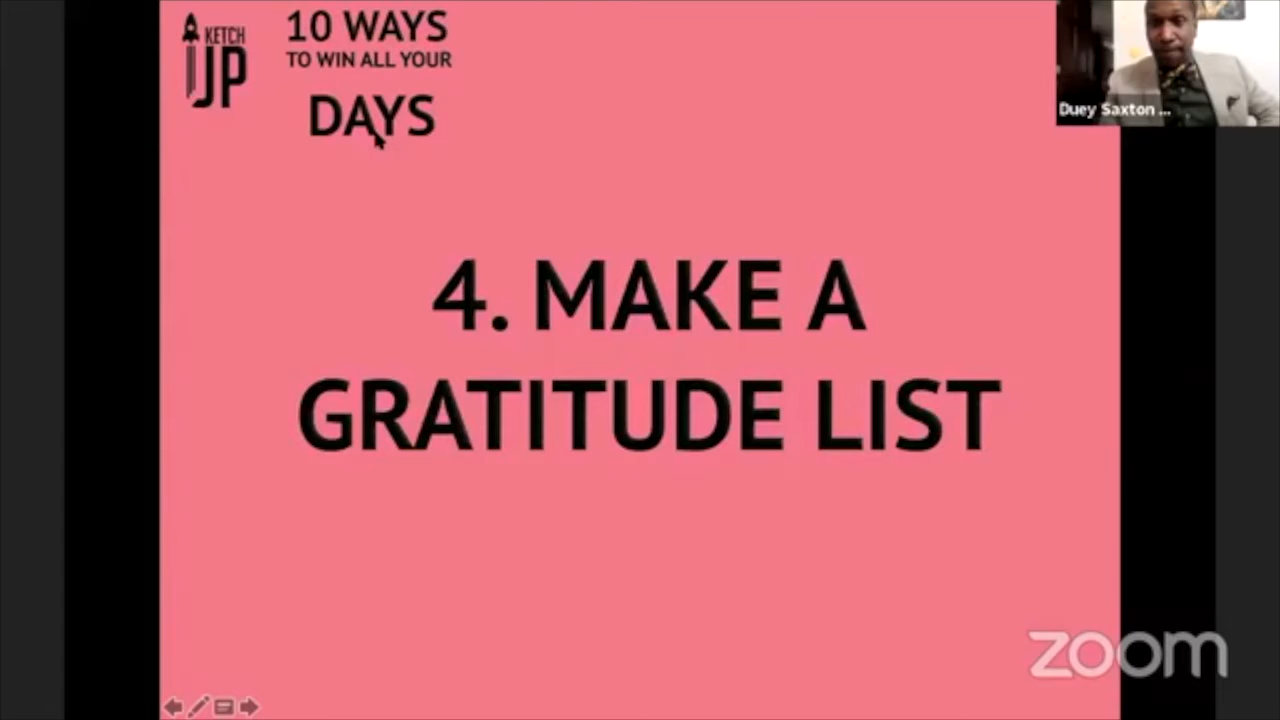 KETCH
UP
10 WAYS
TO WIN ALL YOUR
DAYS
Duey Saxton ...
4. MAKE A
GRATITUDE LIST
zoom